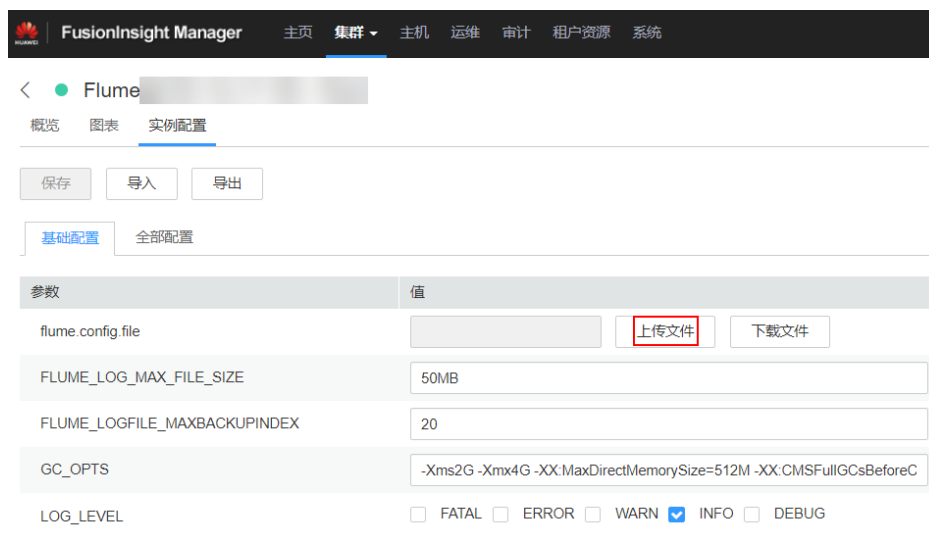 HUAWEI FusionInsight Manager 主页 集群 主机 运维 审计 租户资源 系统
Flume
概览 图表 实例配置
保存 导入 导出
基础配置 全部配置
参数 值
flume.config.file 上传文件 下载文件
FLUME_LOG_MAX_FILE_SIZE 50MB
FLUME_LOGFILE_MAXBACKUPINDEX 20
GC_OPTS -Xms2G -Xmx4G -XX:MaxDirectMemorySize=512M -XX:CMSFullGCsBeforeC
LOG_LEVEL FATAL ERROR WARN INFO DEBUG